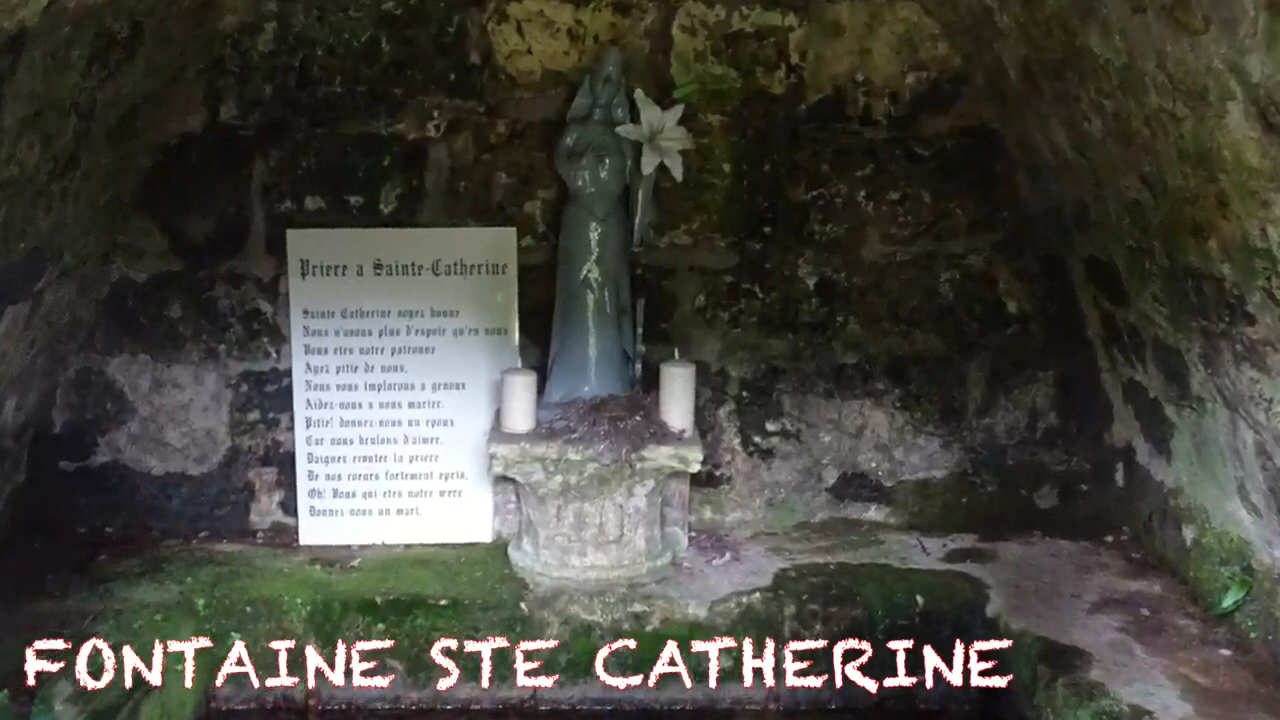 Priere a Sainte-Catherine
Sainte Catherine soyez bonne
Nous n'avons plus d'espoir qu'en vous
Vous etes notre patronne
Ayez pitie de nous.
Nous vous implorons a genoux
Aidez-nous a nous marier.
Pitie! donnez-nous un epoux
Car nous brulons d'aimer.
Daignez ecouter la priere
De nos coeurs fortement epris.
Oh! Vous qui etes notre mere
Donnez-nous un mari.
FONTAINE STE CATHERINE